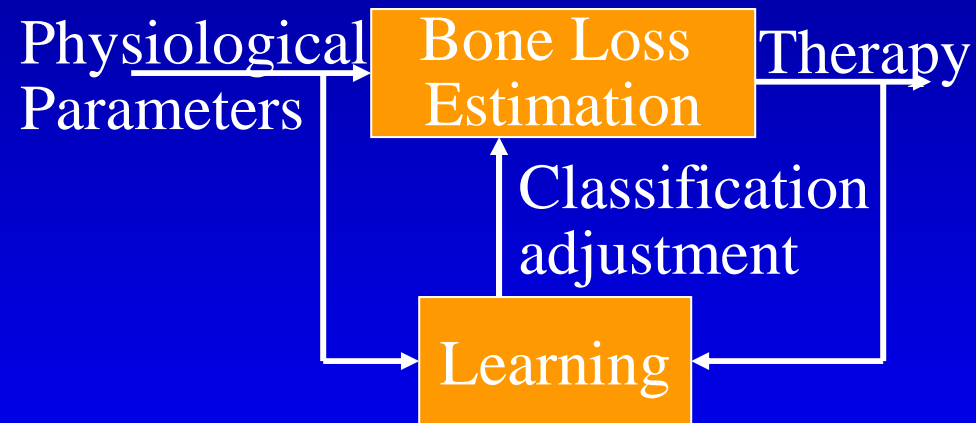 Physiological
Parameters
Bone Loss
Estimation
Therapy
Classification
adjustment
Learning